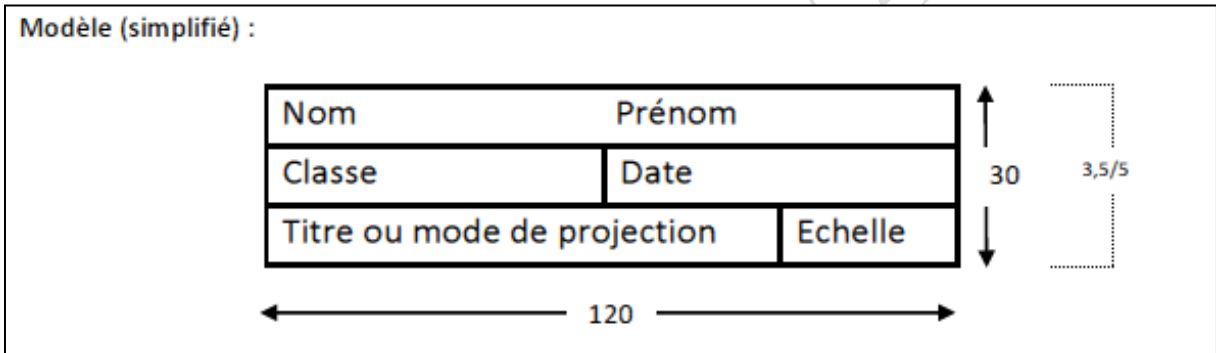 Modèle (simplifié) :
Nom Prénom
Classe Date
30 3,5/5
Titre ou mode de projection Echelle
120